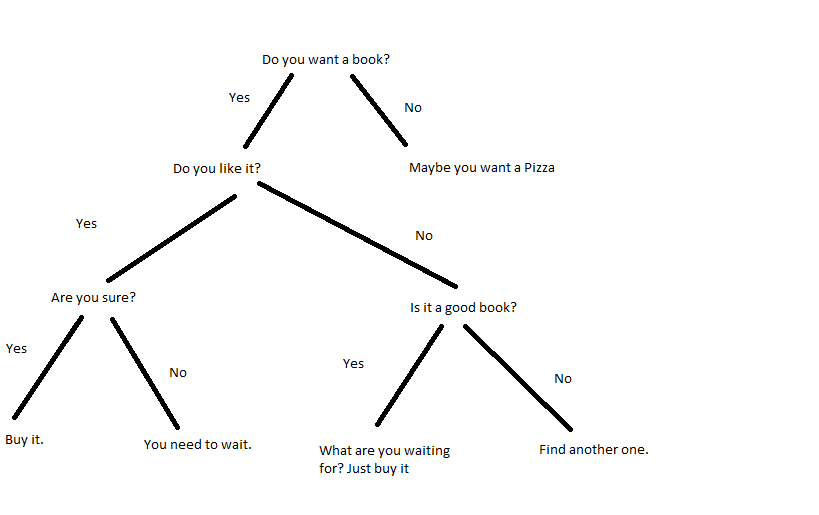 Do you want a book?
Yes
No
Do you like it?
Maybe you want a Pizza
Yes
No
Are you sure?
Is it a good book?
Yes
No
Yes
No
Buy it.
You need to wait.
What are you waiting
for? Just buy it
Find another one.